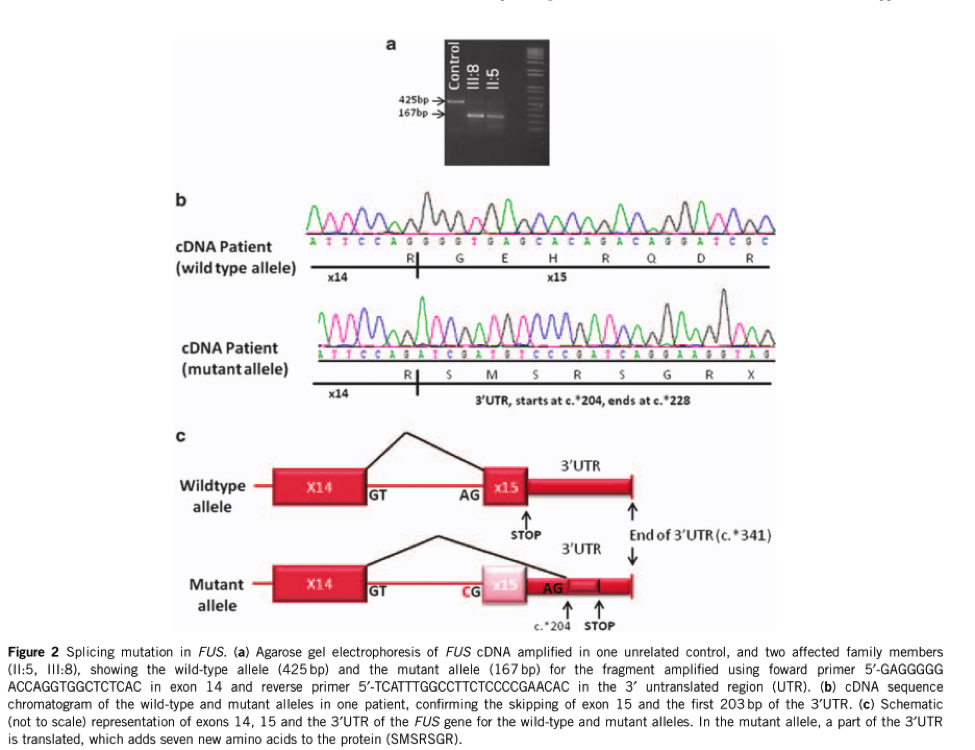 a
Control
III:8
II:5
425bp
167bp
b
A T T C C A G G G G T G A G C A C A G A C A G G A T C G C
cDNA Patient
(wild type allele)
R G E H R Q D R
x14 x15
A T T C C A G A T C G A T G T C C C G A T C A G G A A G G T A G
cDNA Patient
(mutant allele)
R S M S R S G R X
x14
3'UTR, starts at c.*204, ends at c.*228
c
3'UTR
Wildtype
allele
X14 GT AG x15
STOP
End of 3'UTR (c.*341)
3'UTR
Mutant
allele
X14 GT CG x15 AG
c.*204 STOP
Figure 2 Splicing mutation in FUS. (a) Agarose gel electrophoresis of FUS cDNA amplified in one unrelated control, and two affected family members
(II:5, III:8), showing the wild-type allele (425 bp) and the mutant allele (167 bp) for the fragment amplified using foward primer 5′-GAGGGGG
ACCAGGTGGCTCTCAC in exon 14 and reverse primer 5′-TCATTTGGCCTTCTCCCCGAACAC in the 3′ untranslated region (UTR). (b) cDNA sequence
chromatogram of the wild-type and mutant alleles in one patient, confirming the skipping of exon 15 and the first 203 bp of the 3′UTR. (c) Schematic
(not to scale) representation of exons 14, 15 and the 3′UTR of the FUS gene for the wild-type and mutant alleles. In the mutant allele, a part of the 3′UTR
is translated, which adds seven new amino acids to the protein (SMSRSGR).